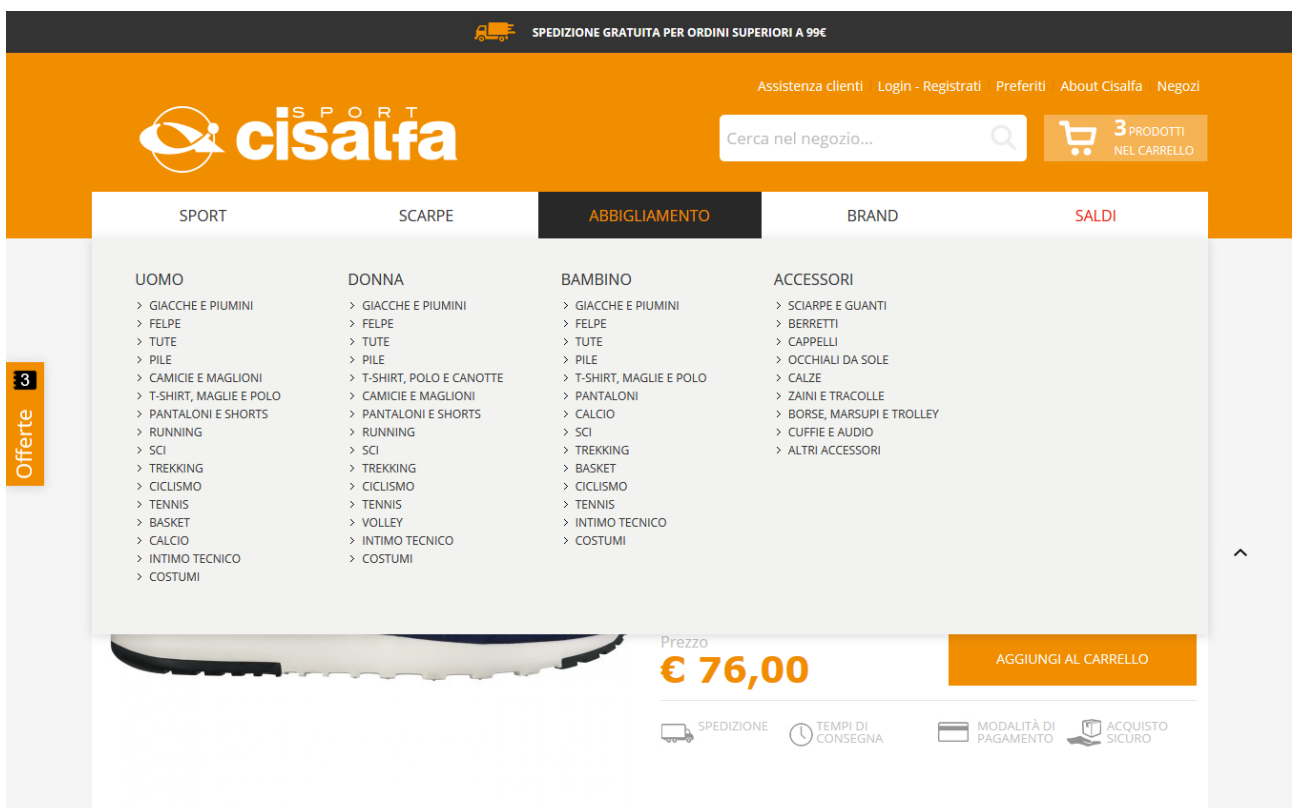 SPEDIZIONE GRATUITA PER ORDINI SUPERIORI A 99€
Assistenza clienti Login - Registrati Preferiti About Cisalfa Negozi
SPORT
cisalfa
Cerca nel negozio...
3 PRODOTTI
NEL CARRELLO
SPORT SCARPE ABBIGLIAMENTO BRAND SALDI
UOMO
> GIACCHE E PIUMINI
> FELPE
> TUTE
> PILE
> CAMICIE E MAGLIONI
> T-SHIRT, MAGLIE E POLO
> PANTALONI E SHORTS
> RUNNING
> SCI
> TREKKING
> CICLISMO
> TENNIS
> BASKET
> CALCIO
> INTIMO TECNICO
> COSTUMI
DONNA
> GIACCHE E PIUMINI
> FELPE
> TUTE
> PILE
> T-SHIRT, POLO E CANOTTE
> CAMICIE E MAGLIONI
> PANTALONI E SHORTS
> RUNNING
> SCI
> TREKKING
> CICLISMO
> TENNIS
> VOLLEY
> INTIMO TECNICO
> COSTUMI
BAMBINO
> GIACCHE E PIUMINI
> FELPE
> TUTE
> PILE
> T-SHIRT, MAGLIE E POLO
> PANTALONI
> CALCIO
> SCI
> TREKKING
> BASKET
> CICLISMO
> TENNIS
> INTIMO TECNICO
> COSTUMI
ACCESSORI
> SCIARPE E GUANTI
> BERRETTI
> CAPPELLI
> OCCHIALI DA SOLE
> CALZE
> ZAINI E TRACOLLE
> BORSE, MARSUPI E TROLLEY
> CUFFIE E AUDIO
> ALTRI ACCESSORI
Offerte 3
Prezzo
€ 76,00
AGGIUNGI AL CARRELLO
SPEDIZIONE
TEMPI DI
CONSEGNA
MODALITÀ DI
PAGAMENTO
ACQUISTO
SICURO